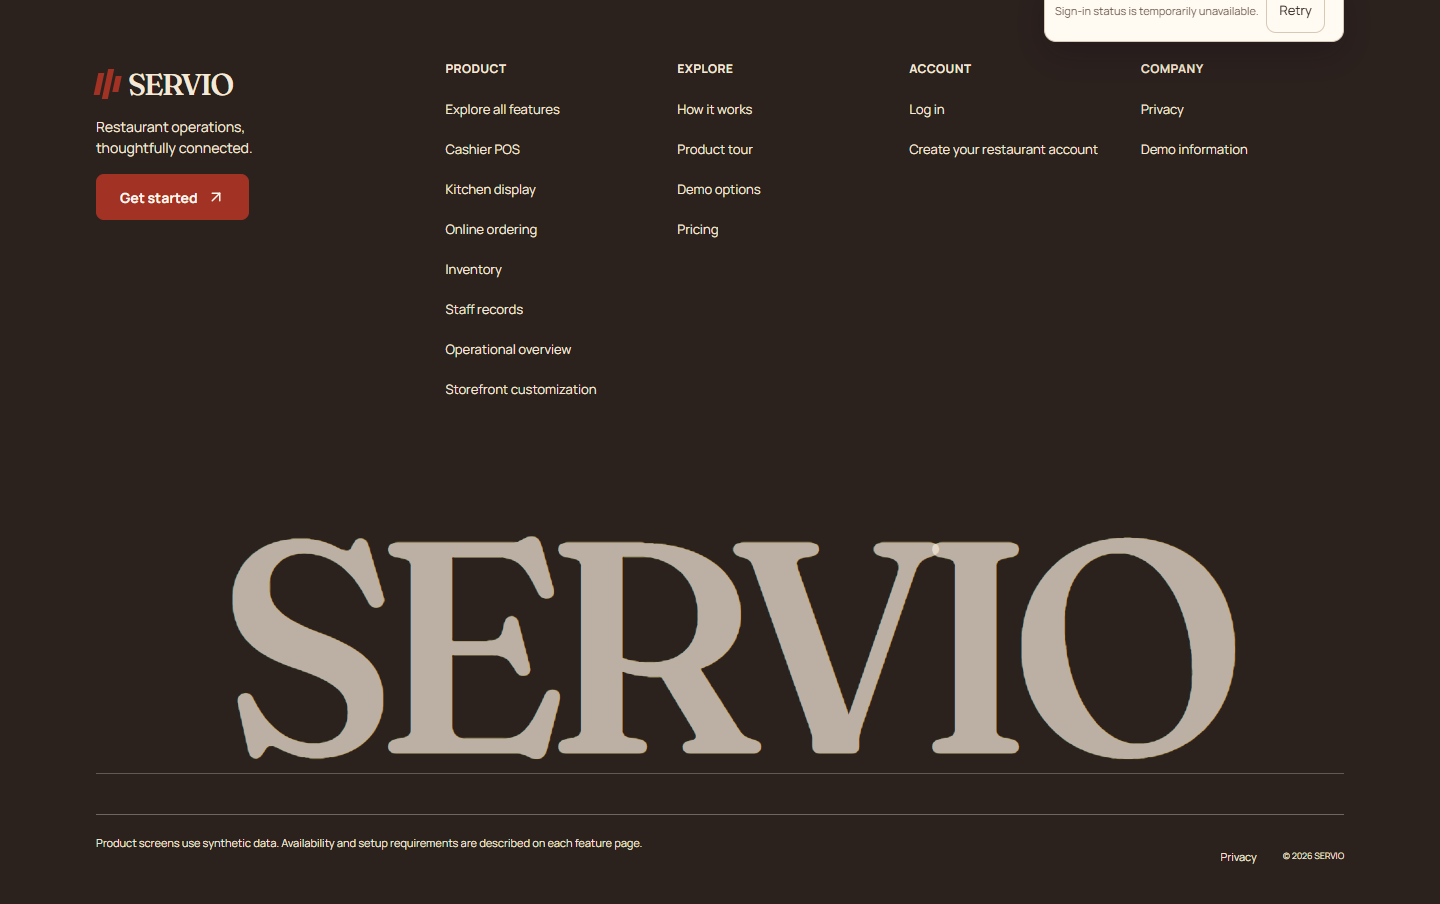 Sign-in status is temporarily unavailable.
Retry
SERVIO
Restaurant operations,
thoughtfully connected.
Get started
PRODUCT
Explore all features
Cashier POS
Kitchen display
Online ordering
Inventory
Staff records
Operational overview
Storefront customization
EXPLORE
How it works
Product tour
Demo options
Pricing
ACCOUNT
Log in
Create your restaurant account
COMPANY
Privacy
Demo information
SERVIO
Product screens use synthetic data. Availability and setup requirements are described on each feature page.
Privacy
© 2026 SERVIO